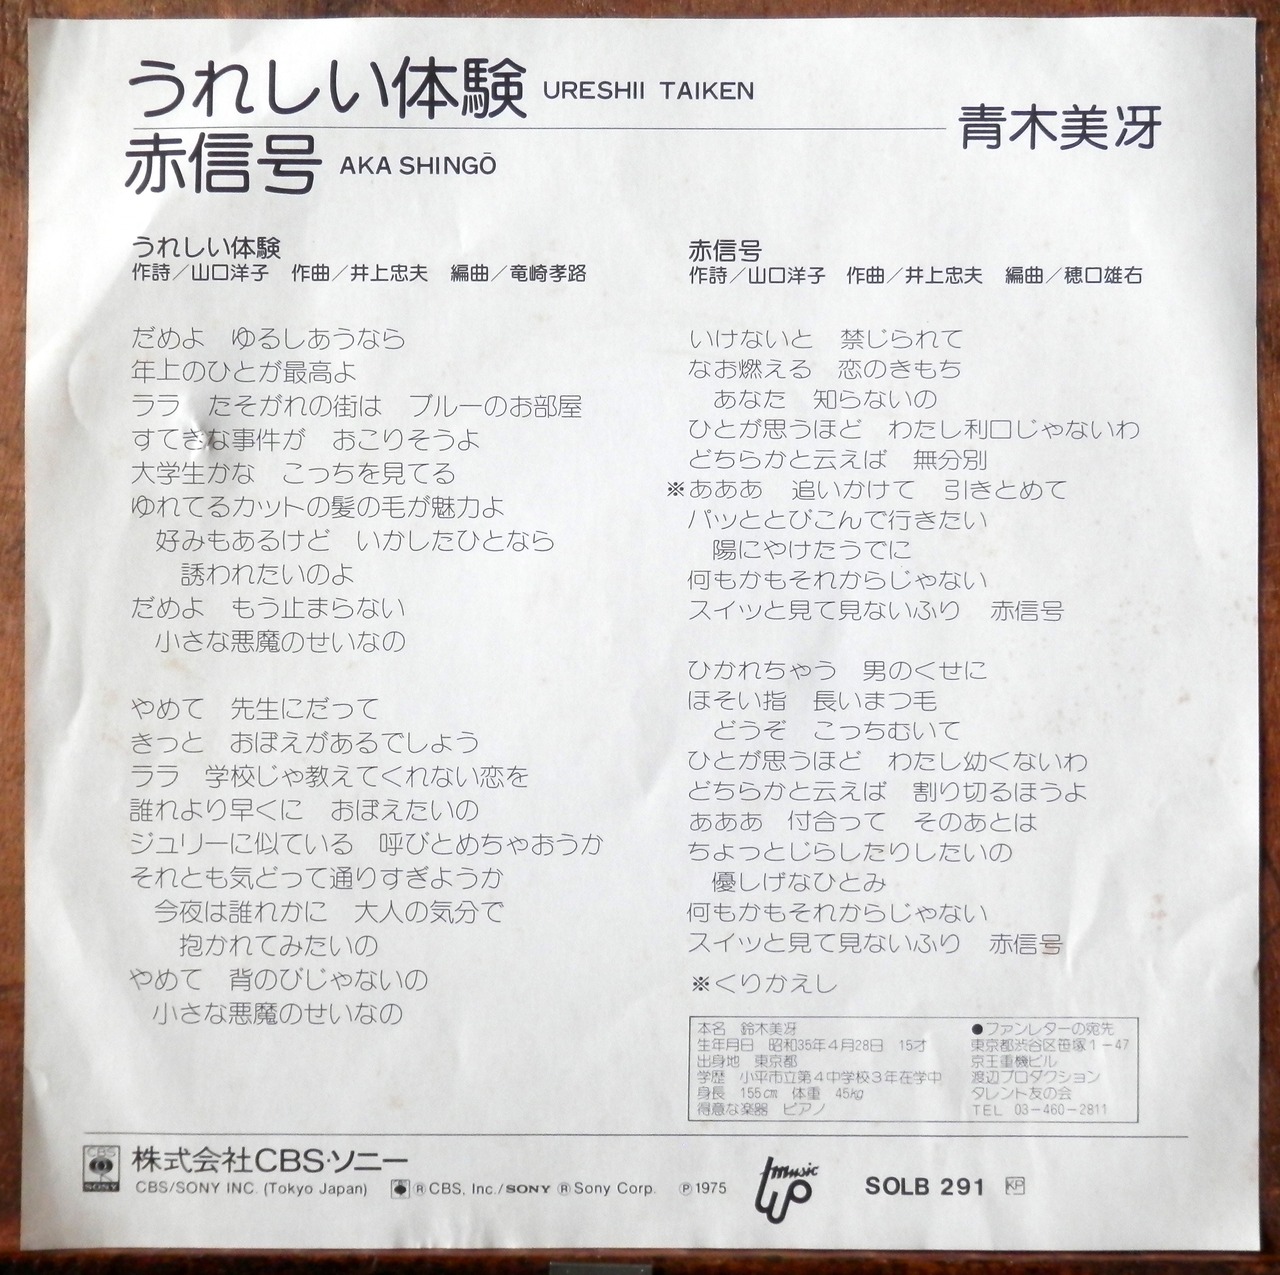 うれしい体験 URESHII TAIKEN
赤信号 AKA SHINGŌ
青木美冴
うれしい体験
作詩／山口洋子　作曲／井上忠夫　編曲／竜崎孝路
だめよ　ゆるしあうなら
年上のひとが最高よ
ララ　たそがれの街は　ブルーのお部屋
すてきな事件が　おこりそうよ
大学生かな　こっちを見てる
ゆれてるカットの髪の毛が魅力よ
好みもあるけど　いかしたひとなら
誘われたいのよ
だめよ　もう止まらない
小さな悪魔のせいなの
やめて　先生にだって
きっと　おぼえがあるでしょう
ララ　学校じゃ教えてくれない恋を
誰れより早くに　おぼえたいの
ジュリーに似ている　呼びとめちゃおうか
それとも気どって通りすぎようか
今夜は誰れかに　大人の気分で
抱かれてみたいの
やめて　背のびじゃないの
小さな悪魔のせいなの
赤信号
作詩／山口洋子　作曲／井上忠夫　編曲／穂口雄右
いけないと　禁じられて
なお燃える　恋のきもち
あなた　知らないの
ひとが思うほど　わたし利口じゃないわ
どちらかと云えば　無分別
※あああ　追いかけて　引きとめて
パッととびこんで行きたい
陽にやけたうでに
何もかもそれからじゃない
スイッと見て見ないふり　赤信号
ひかれちゃう　男のくせに
ほそい指　長いまつ毛
どうぞ　こっちむいて
ひとが思うほど　わたし幼くないわ
どちらかと云えば　割り切るほうよ
あああ　付合って　そのあとは
ちょっとじらしたりしたいの
優しげなひとみ
何もかもそれからじゃない
スイッと見て見ないふり　赤信号
※くりかえし
本名　鈴木美冴
生年月日　昭和35年4月28日　15才
出身地　東京都
学歴　小平市立第4中学校3年在学中
身長　155cm　体重　45kg
得意な楽器　ピアノ
●ファンレターの宛先
東京都渋谷区笹塚1－47
京王重機ビル
渡辺プロダクション
タレント友の会
TEL　03－460－2811
CBS SONY
株式会社CBS・ソニー
CBS/SONY INC. (Tokyo Japan)　®CBS, Inc./SONY ®Sony Corp.　℗1975
music up
SOLB 291 KP